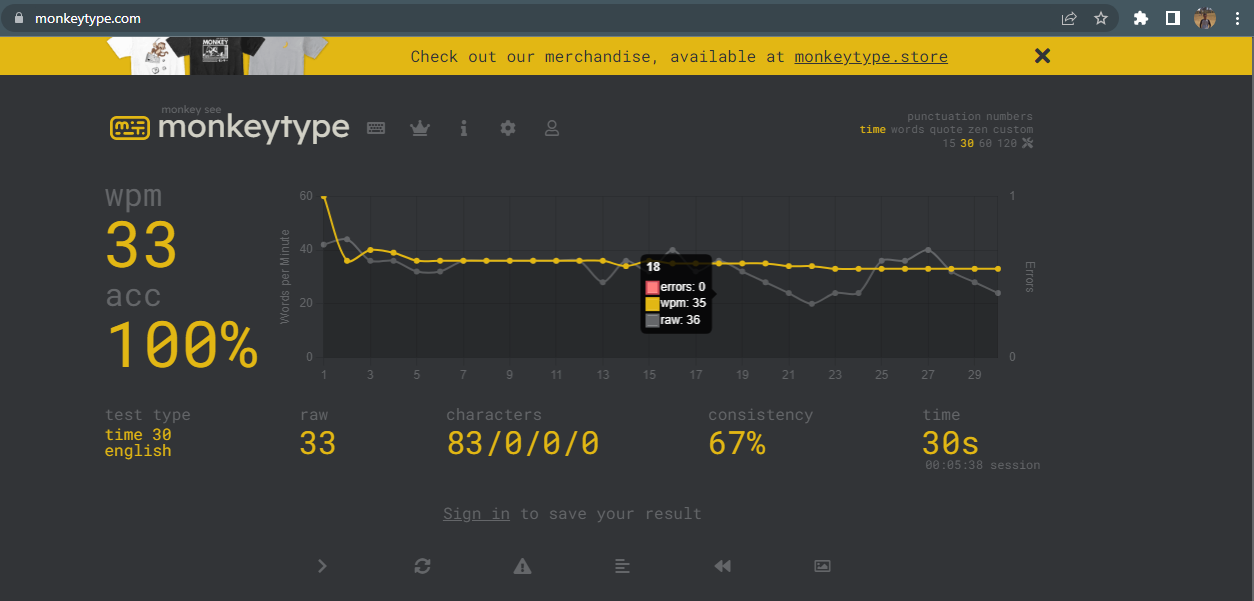 monkeytype.com
MONKEY
Check out our merchandise, available at monkeytype.store
monkey see
monkeytype
punctuation numbers
time words quote zen custom
15 30 60 120
wpm
33
acc
100%
60
40
20
0
Words per Minute
1
0
Errors
18
errors: 0
wpm: 35
raw: 36
1 3 5 7 9 11 13 15 17 19 21 23 25 27 29
test type
time 30
english
raw
33
characters
83/0/0/0
consistency
67%
time
30s
00:05:38 session
Sign in to save your result